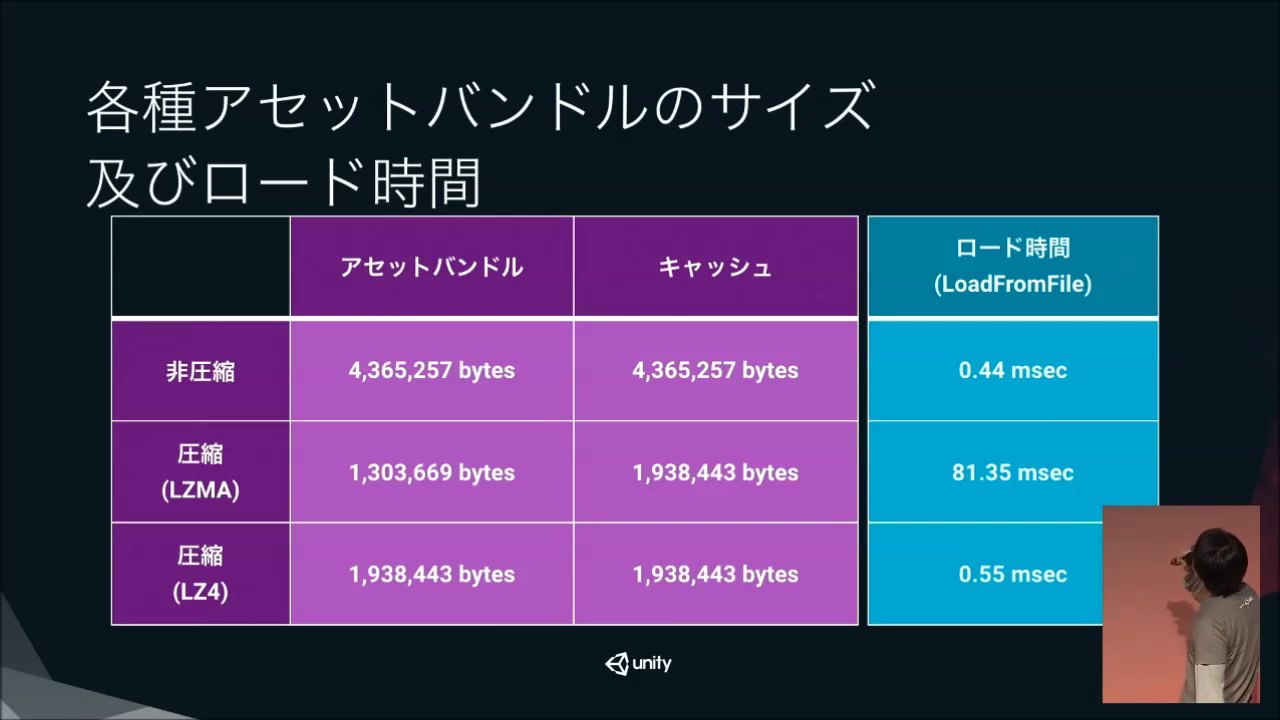 各種アセットバンドルのサイズ
及びロード時間
アセットバンドル
キャッシュ
ロード時間
(LoadFromFile)
非圧縮
4,365,257 bytes
4,365,257 bytes
0.44 msec
圧縮
(LZMA)
1,303,669 bytes
1,938,443 bytes
81.35 msec
圧縮
(LZ4)
1,938,443 bytes
1,938,443 bytes
0.55 msec
unity